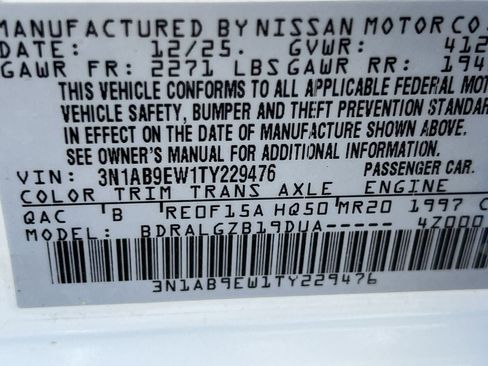 MANUFACTURED BY NISSAN MOTOR CO
DATE: 12/25. GVWR: 412
GAWR FR: 2271 LBS GAWR RR: 194
THIS VEHICLE CONFORMS TO ALL APPLICABLE FEDERAL MOT
VEHICLE SAFETY, BUMPER AND THEFT PREVENTION STANDAR
IN EFFECT ON THE DATE OF MANUFACTURE SHOWN ABOVE.
SEE OWNER'S MANUAL FOR ADDITIONAL INFORMATION.
VIN: 3N1AB9EW1TY229476 PASSENGER CAR.
COLOR TRIM TRANS AXLE ENGINE
QAC B RE0F15A HQ50 MR20 1997 C
MODEL: BDRALGZB19DUA----- 4Z000
3N1AB9EW1TY229476